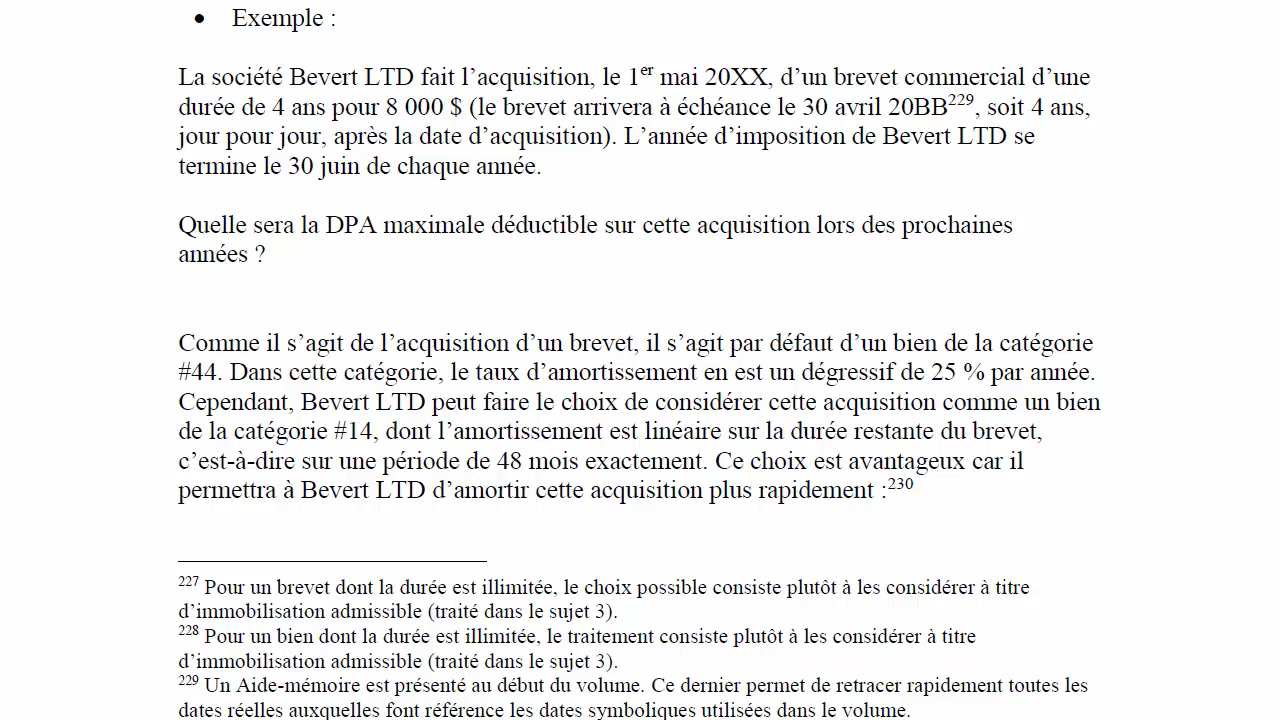 • Exemple :
La société Bevert LTD fait l’acquisition, le 1er mai 20XX, d’un brevet commercial d’une
durée de 4 ans pour 8 000 $ (le brevet arrivera à échéance le 30 avril 20BB229, soit 4 ans,
jour pour jour, après la date d’acquisition). L’année d’imposition de Bevert LTD se
termine le 30 juin de chaque année.
Quelle sera la DPA maximale déductible sur cette acquisition lors des prochaines
années ?
Comme il s’agit de l’acquisition d’un brevet, il s’agit par défaut d’un bien de la catégorie
#44. Dans cette catégorie, le taux d’amortissement en est un dégressif de 25 % par année.
Cependant, Bevert LTD peut faire le choix de considérer cette acquisition comme un bien
de la catégorie #14, dont l’amortissement est linéaire sur la durée restante du brevet,
c’est-à-dire sur une période de 48 mois exactement. Ce choix est avantageux car il
permettra à Bevert LTD d’amortir cette acquisition plus rapidement :230
227 Pour un brevet dont la durée est illimitée, le choix possible consiste plutôt à les considérer à titre
d’immobilisation admissible (traité dans le sujet 3).
228 Pour un bien dont la durée est illimitée, le traitement consiste plutôt à les considérer à titre
d’immobilisation admissible (traité dans le sujet 3).
229 Un Aide-mémoire est présenté au début du volume. Ce dernier permet de retracer rapidement toutes les
dates réelles auxquelles font référence les dates symboliques utilisées dans le volume.